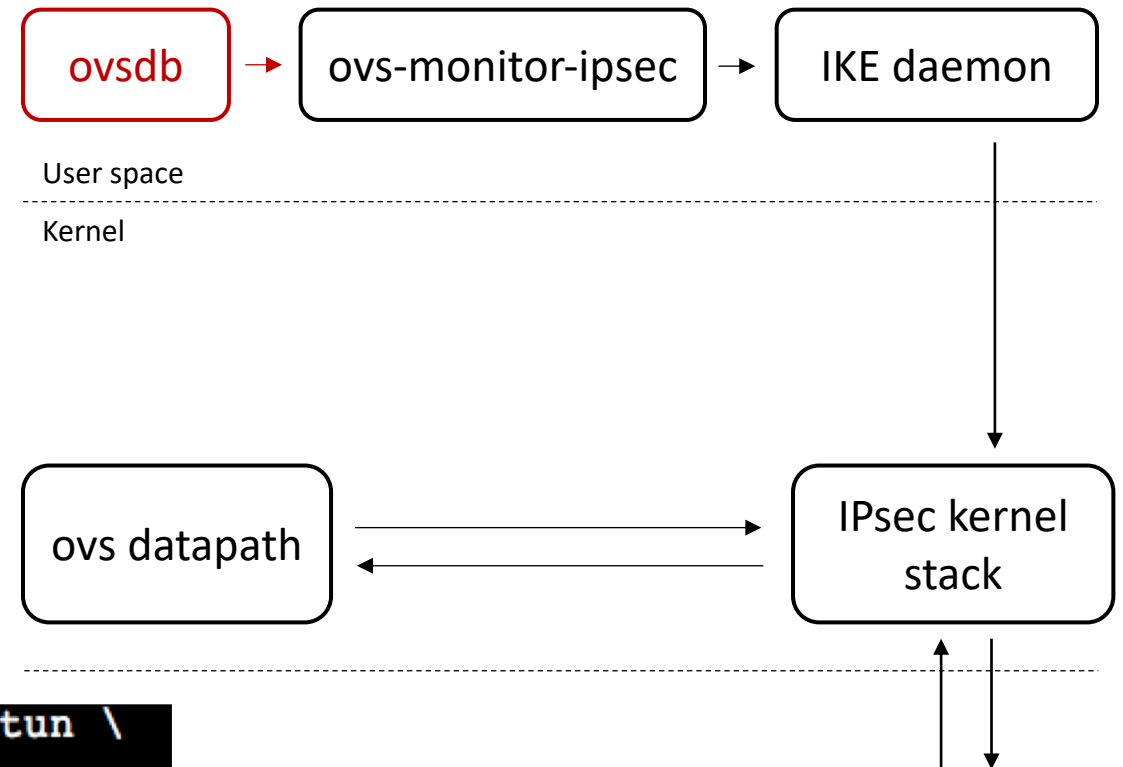 ovsdb
ovs-monitor-ipsec
IKE daemon
User space
Kernel
ovs datapath
IPsec kernel
stack
tun \